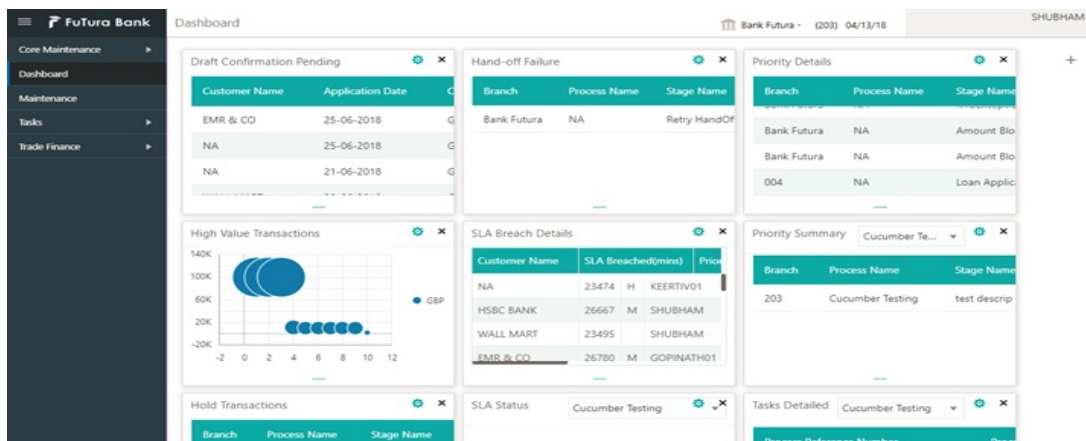 FuTura Bank
Dashboard
Bank Futura - (203) 04/13/18
SHUBHAM
Core Maintenance
Dashboard
Maintenance
Tasks
Trade Finance
Draft Confirmation Pending
Customer Name Application Date C
EMR & CO 25-06-2018 G
NA 25-06-2018 G
NA 21-06-2018 G
Hand-off Failure
Branch Process Name Stage Name
Bank Futura NA Retry HandOf
Priority Details
Branch Process Name Stage Name
Bank Futura NA Amount Blo
Bank Futura NA Amount Blo
004 NA Loan Applic
High Value Transactions
140K
100K
60K
20K
-20K
-2 0 2 4 6 8 10 12
GBP
SLA Breach Details
Customer Name SLA Breached(mins) Prior
NA 23474 H KEERTIV01
HSBC BANK 26667 M SHUBHAM
WALL MART 23495 SHUBHAM
EMR & CO 26780 M GOPINATH01
Priority Summary Cucumber Te...
Branch Process Name Stage Name
203 Cucumber Testing test descrip
Hold Transactions
Branch Process Name Stage Name
SLA Status Cucumber Testing
Tasks Detailed Cucumber Testing
Process Reference Number Proc